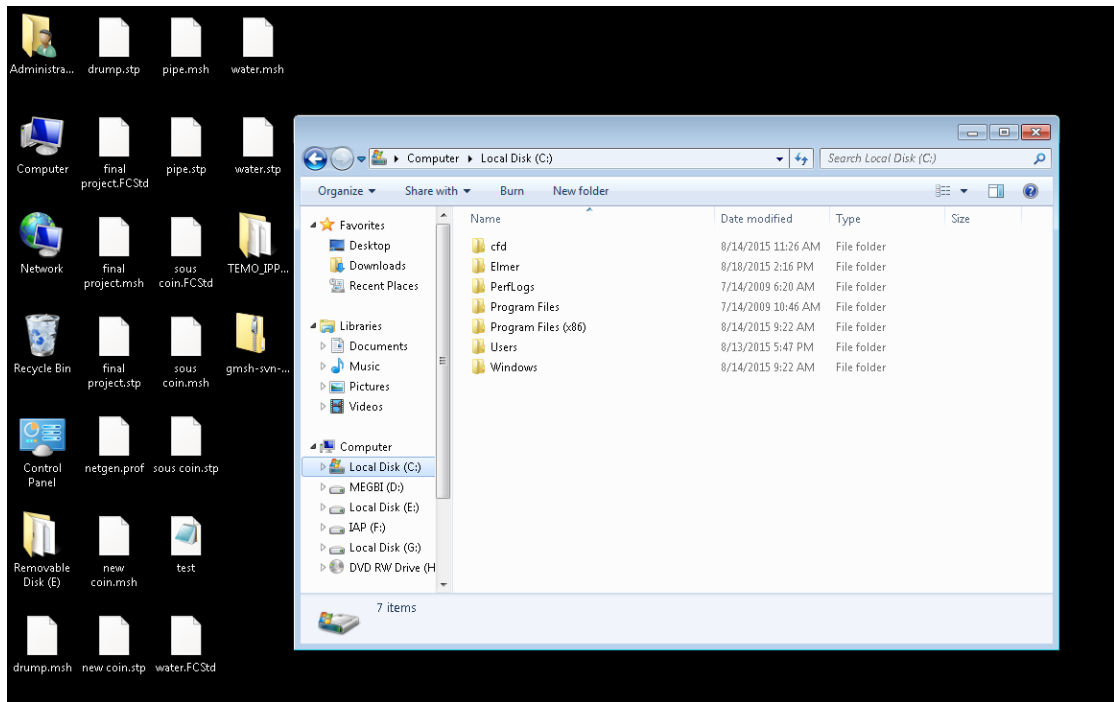 Administra...
drump.stp
pipe.msh
water.msh
Computer
final
project.FCStd
pipe.stp
water.stp
Network
final
project.msh
sous
coin.FCStd
TEMO_IPP...
Recycle Bin
final
project.stp
sous
coin.msh
gmsh-svn-...
Control
Panel
netgen.prof
sous coin.stp
Removable
Disk (E)
new
coin.msh
test
drump.msh
new coin.stp
water.FCStd
Computer Local Disk (C:)
Search Local Disk (C:)
Organize Share with Burn New folder
Favorites
Desktop
Downloads
Recent Places
Libraries
Documents
Music
Pictures
Videos
Computer
Local Disk (C:)
MEGBI (D:)
Local Disk (E:)
IAP (F:)
Local Disk (G:)
DVD RW Drive (H
Name Date modified Type Size
cfd 8/14/2015 11:26 AM File folder
Elmer 8/18/2015 2:16 PM File folder
PerfLogs 7/14/2009 6:20 AM File folder
Program Files 7/14/2009 10:46 AM File folder
Program Files (x86) 8/14/2015 9:22 AM File folder
Users 8/13/2015 5:47 PM File folder
Windows 8/14/2015 9:22 AM File folder
7 items